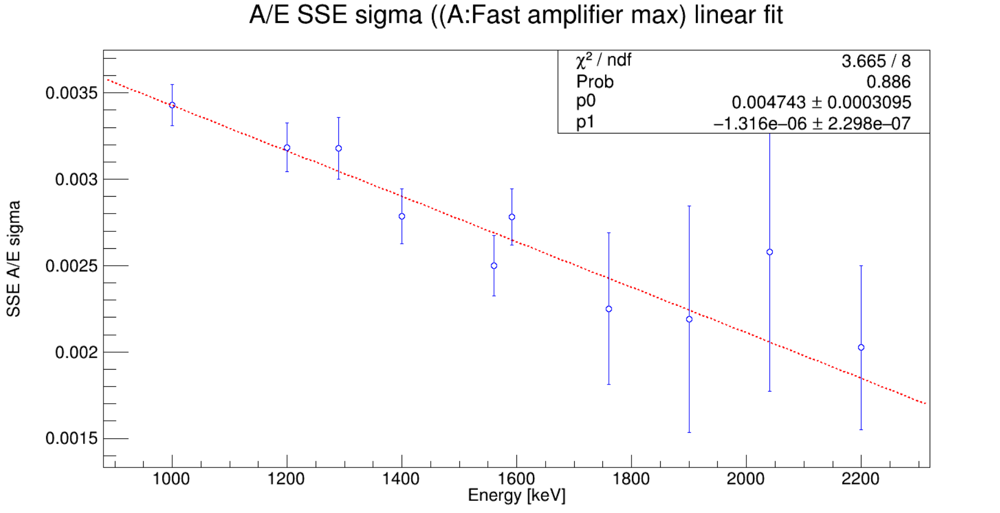 A/E SSE sigma ((A:Fast amplifier max) linear fit
χ² / ndf 3.665 / 8
Prob 0.886
p0 0.004743 ± 0.0003095
p1 −1.316e−06 ± 2.298e−07
SSE A/E sigma
0.0035
0.003
0.0025
0.002
0.0015
1000 1200 1400 1600 1800 2000 2200
Energy [keV]